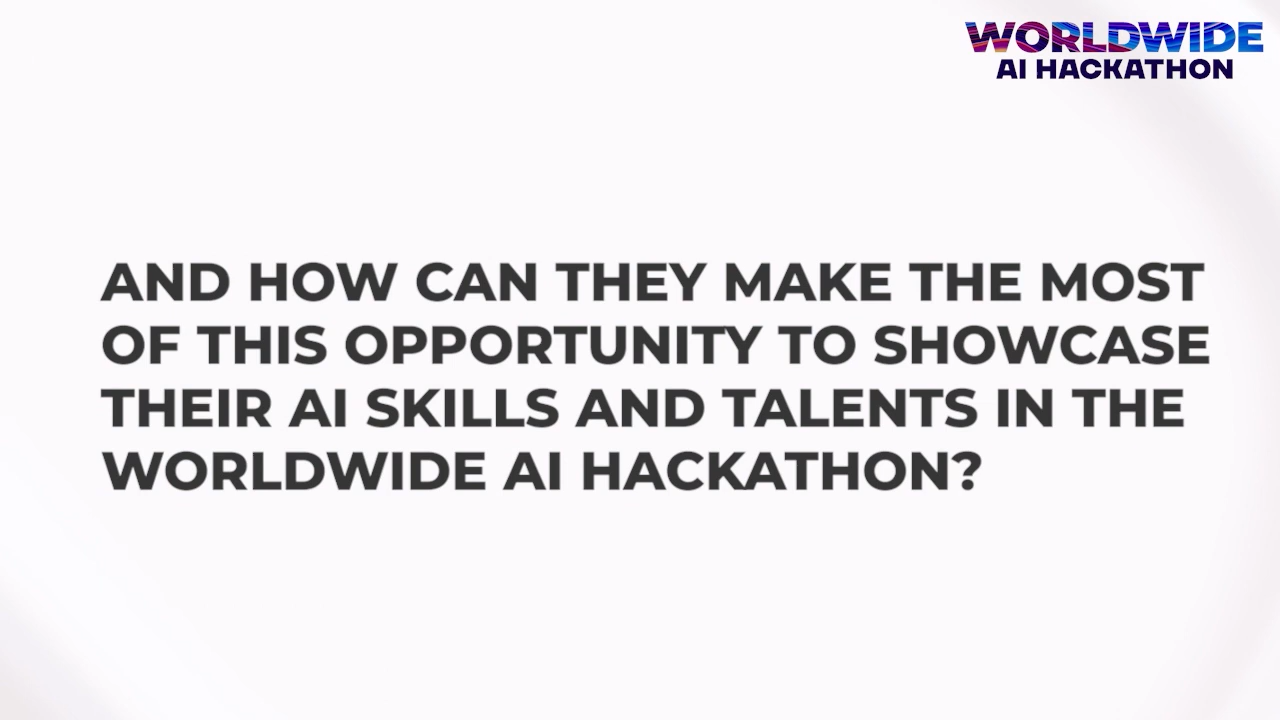 WORLDWIDE
AI HACKATHON
AND HOW CAN THEY MAKE THE MOST
OF THIS OPPORTUNITY TO SHOWCASE
THEIR AI SKILLS AND TALENTS IN THE
WORLDWIDE AI HACKATHON?